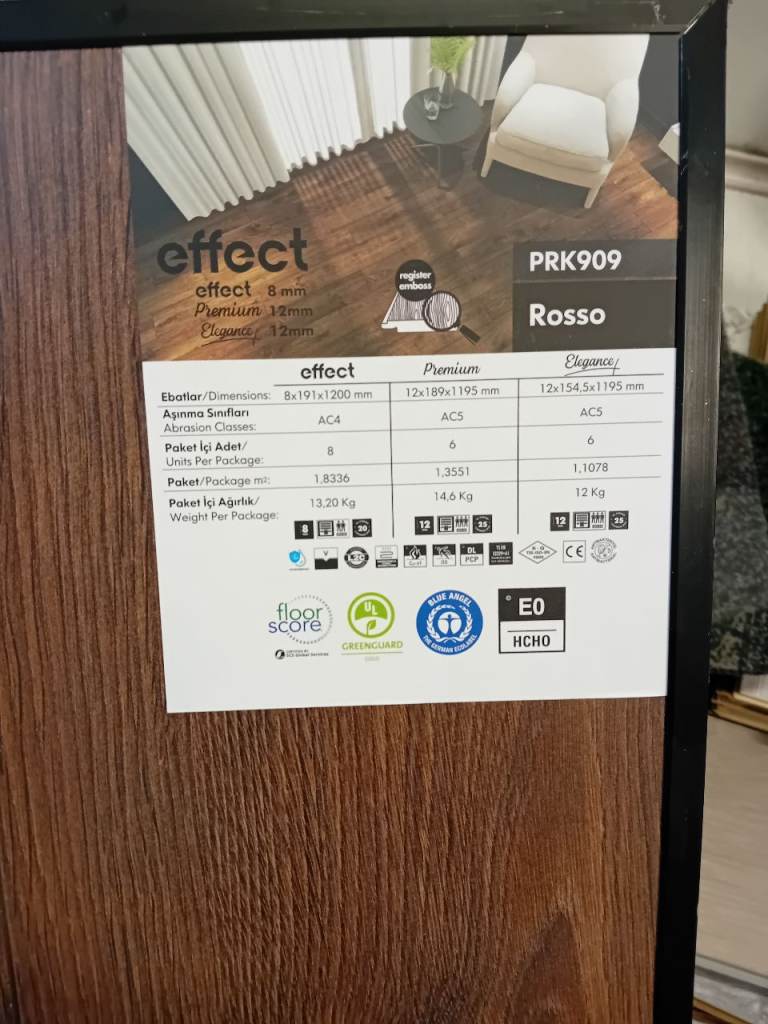 effect
effect 8 mm
Premium 12mm
Elegance 12mm
register
emboss
PRK909
Rosso
effect Premium Elegance
Ebatlar/Dimensions: 8x191x1200 mm 12x189x1195 mm 12x154,5x1195 mm
Aşınma Sınıfları
Abrasion Classes: AC4 AC5 AC5
Paket İçi Adet/
Units Per Package: 8 6 6
Paket/Package m²: 1,8336 1,3551 1,1078
Paket İçi Ağırlık/
Weight Per Package: 13,20 Kg 14,6 Kg 12 Kg
8 20 12 25 12 25
V DL
PCP CE
floor
score
SCS Global Services
UL
GREENGUARD
GOLD
BLUE ANGEL
THE GERMAN ECOLABEL
E0
HCHO